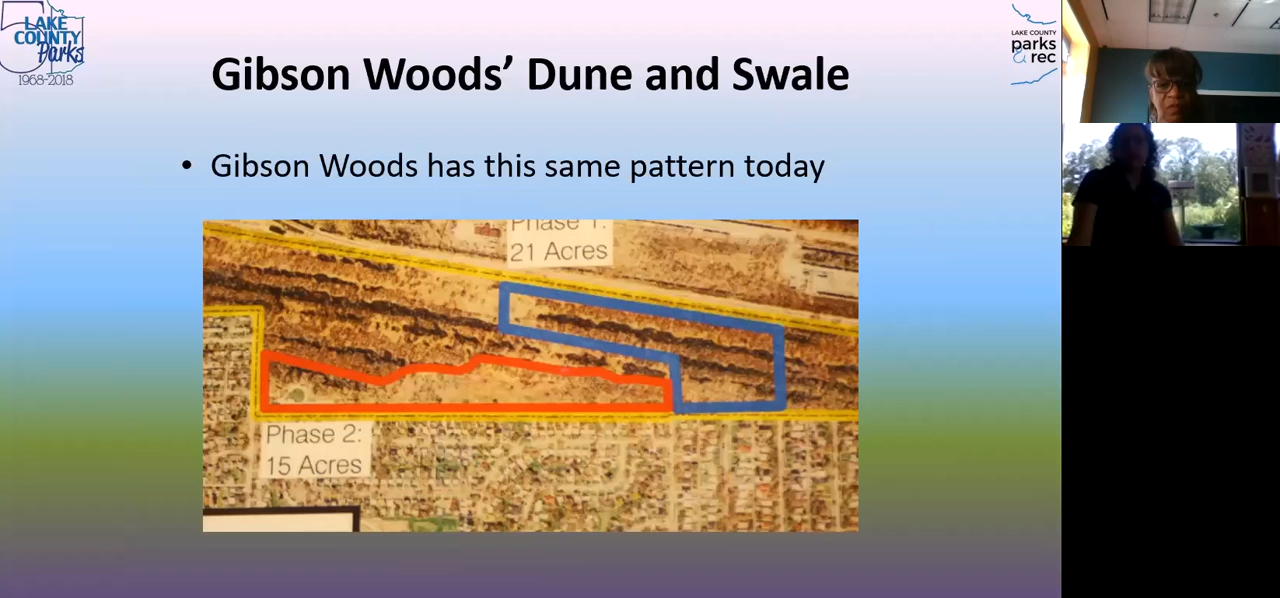 LAKE
COUNTY
Parks
1968-2018
LAKE COUNTY
parks
& rec
Gibson Woods’ Dune and Swale
• Gibson Woods has this same pattern today
Phase 1:
21 Acres
Phase 2:
15 Acres